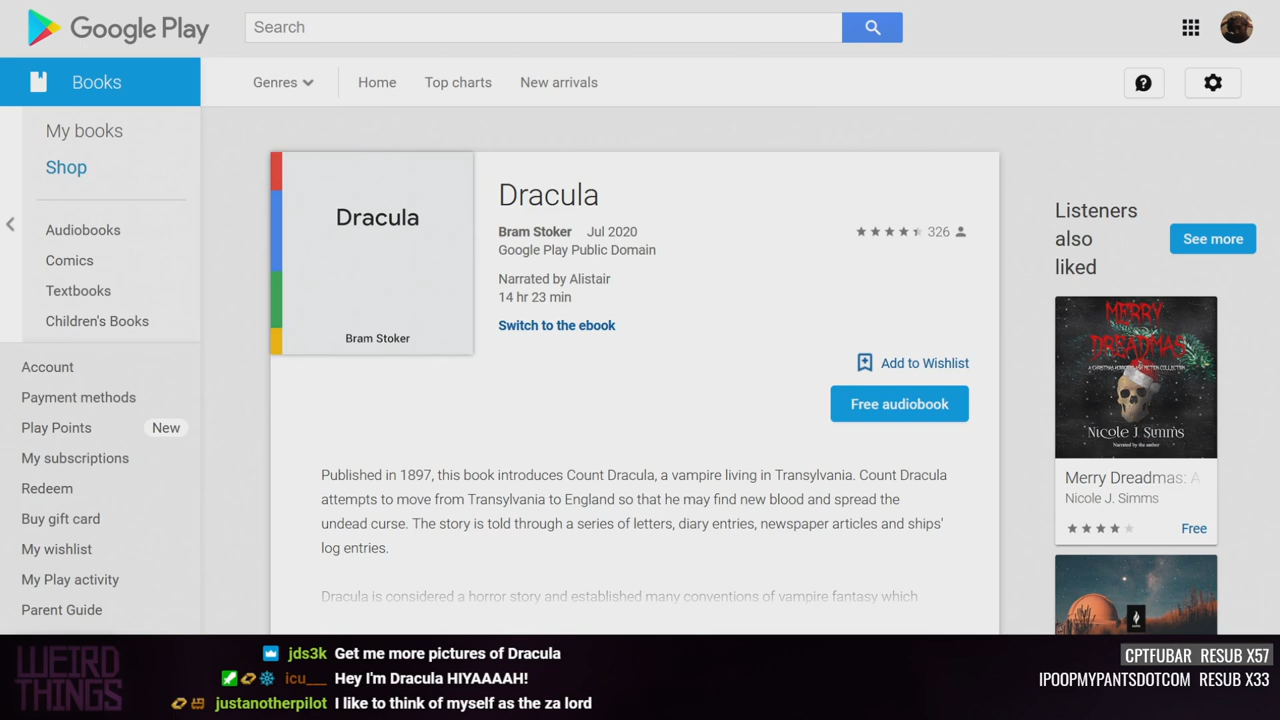 Google Play
Search
Books
Genres
Home
Top charts
New arrivals
My books
Shop
Audiobooks
Comics
Textbooks
Children's Books
Account
Payment methods
Play Points
New
My subscriptions
Redeem
Buy gift card
My wishlist
My Play activity
Parent Guide
Dracula
Bram Stoker
Dracula
Bram Stoker Jul 2020
326
Google Play Public Domain
Narrated by Alistair
14 hr 23 min
Switch to the ebook
Add to Wishlist
Free audiobook
Published in 1897, this book introduces Count Dracula, a vampire living in Transylvania. Count Dracula
attempts to move from Transylvania to England so that he may find new blood and spread the
undead curse. The story is told through a series of letters, diary entries, newspaper articles and ships'
log entries.
Dracula is considered a horror story and established many conventions of vampire fantasy which
Listeners
also
liked
See more
MERRY
DREADMAS
A CHRISTMAS HORROR FICTION COLLECTION
Nicole J Simms
Narrated by the author
Merry Dreadmas: A
Nicole J. Simms
Free
WEIRD
THINGS
jds3k Get me more pictures of Dracula
icu___ Hey I'm Dracula HIYAAAAH!
justanotherpilot I like to think of myself as the za lord
CPTFUBAR RESUB X57
IPOOPMYPANTSDOTCOM RESUB X33